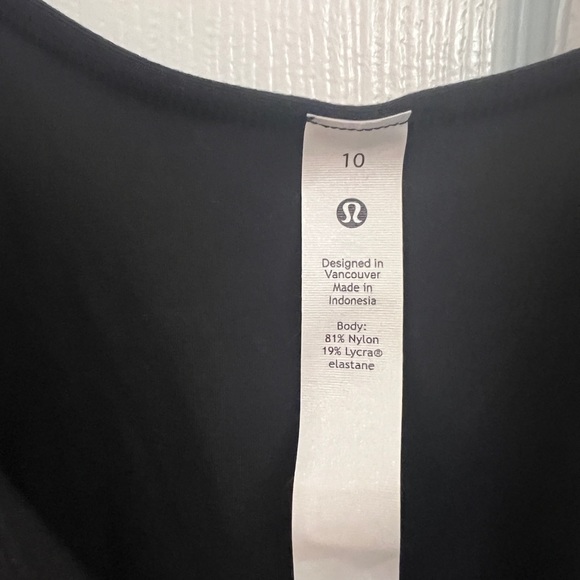 10
Designed in
Vancouver
Made in
Indonesia
Body:
81% Nylon
19% Lycra®
elastane